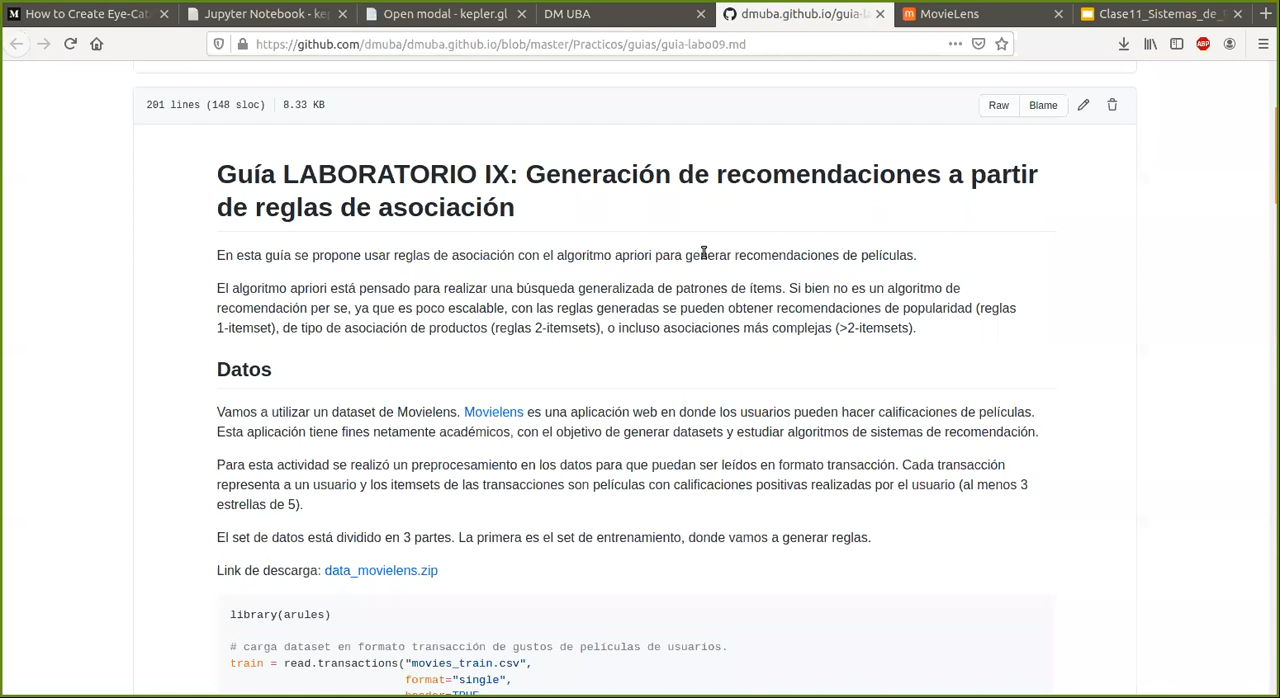 How to Create Eye-Cat
Jupyter Notebook - ke
Open modal - kepler.gl
DM UBA
dmuba.github.io/guia-l
MovieLens
Clase11_Sistemas_de_
https://github.com/dmuba/dmuba.github.io/blob/master/Practicos/guias/guia-labo09.md
ABP
201 lines (148 sloc) 8.33 KB
Raw Blame
Guía LABORATORIO IX: Generación de recomendaciones a partir
de reglas de asociación
En esta guía se propone usar reglas de asociación con el algoritmo apriori para generar recomendaciones de películas.
El algoritmo apriori está pensado para realizar una búsqueda generalizada de patrones de ítems. Si bien no es un algoritmo de
recomendación per se, ya que es poco escalable, con las reglas generadas se pueden obtener recomendaciones de popularidad (reglas
1-itemset), de tipo de asociación de productos (reglas 2-itemsets), o incluso asociaciones más complejas (>2-itemsets).
Datos
Vamos a utilizar un dataset de Movielens. Movielens es una aplicación web en donde los usuarios pueden hacer calificaciones de películas.
Esta aplicación tiene fines netamente académicos, con el objetivo de generar datasets y estudiar algoritmos de sistemas de recomendación.
Para esta actividad se realizó un preprocesamiento en los datos para que puedan ser leídos en formato transacción. Cada transacción
representa a un usuario y los itemsets de las transacciones son películas con calificaciones positivas realizadas por el usuario (al menos 3
estrellas de 5).
El set de datos está dividido en 3 partes. La primera es el set de entrenamiento, donde vamos a generar reglas.
Link de descarga: data_movielens.zip
library(arules)
# carga dataset en formato transacción de gustos de películas de usuarios.
train = read.transactions("movies_train.csv",
format="single",
header=TRUE,